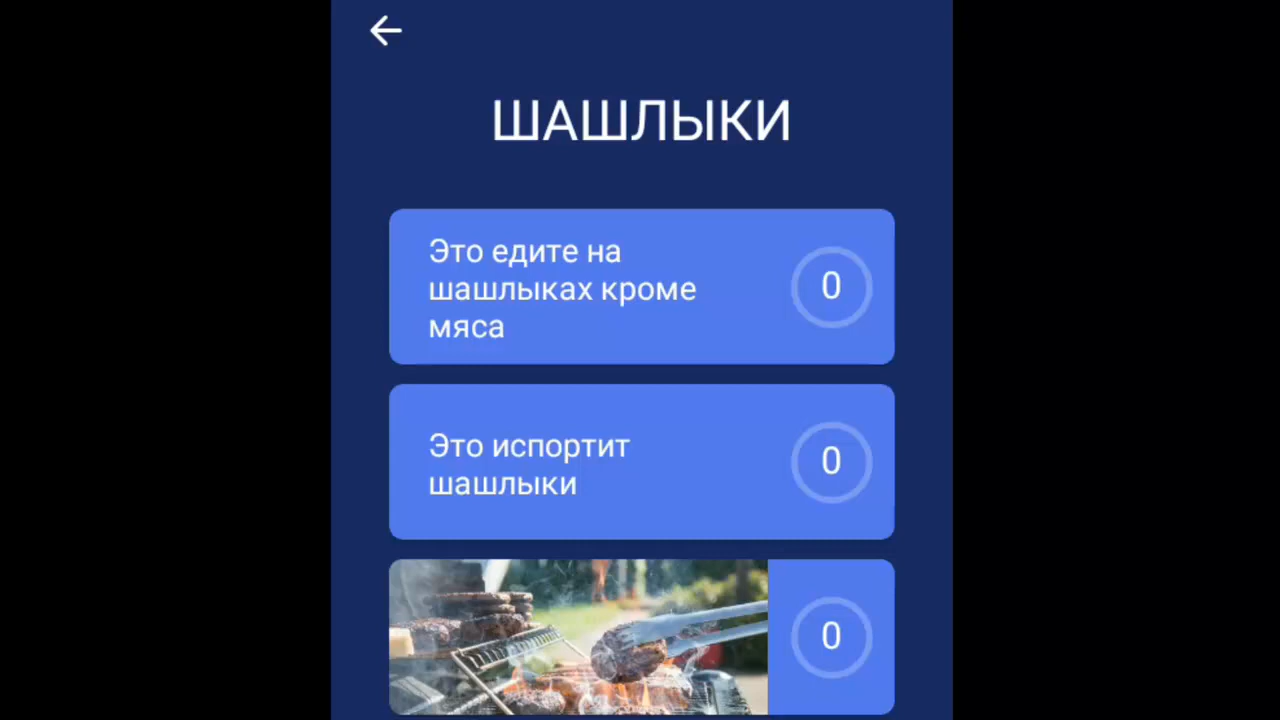 ШАШЛЫКИ
Это едите на
шашлыках кроме
мяса
0
Это испортит
шашлыки
0
0